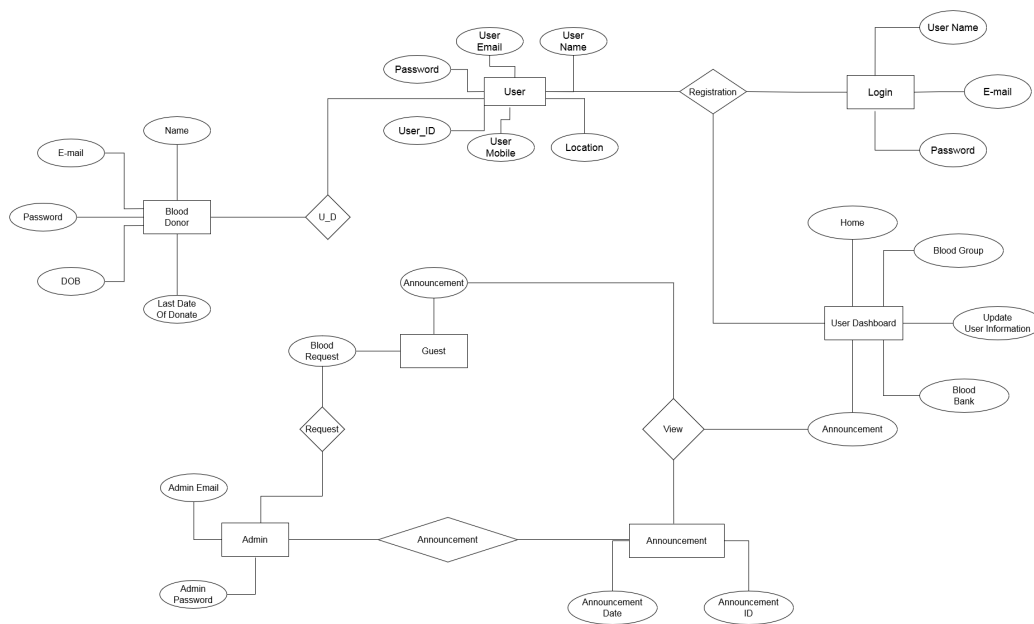 User
Email
User
Name
User Name
Password
User
Registration
Login
E-mail
User_ID
User
Mobile
Location
Password
Name
E-mail
Password
Blood
Donor
U_D
DOB
Last Date
Of Donate
Home
Blood Group
User Dashboard
Update
User Information
Blood
Bank
Announcement
Announcement
Blood
Request
Guest
Request
View
Admin Email
Admin
Announcement
Announcement
Admin
Password
Announcement
Date
Announcement
ID